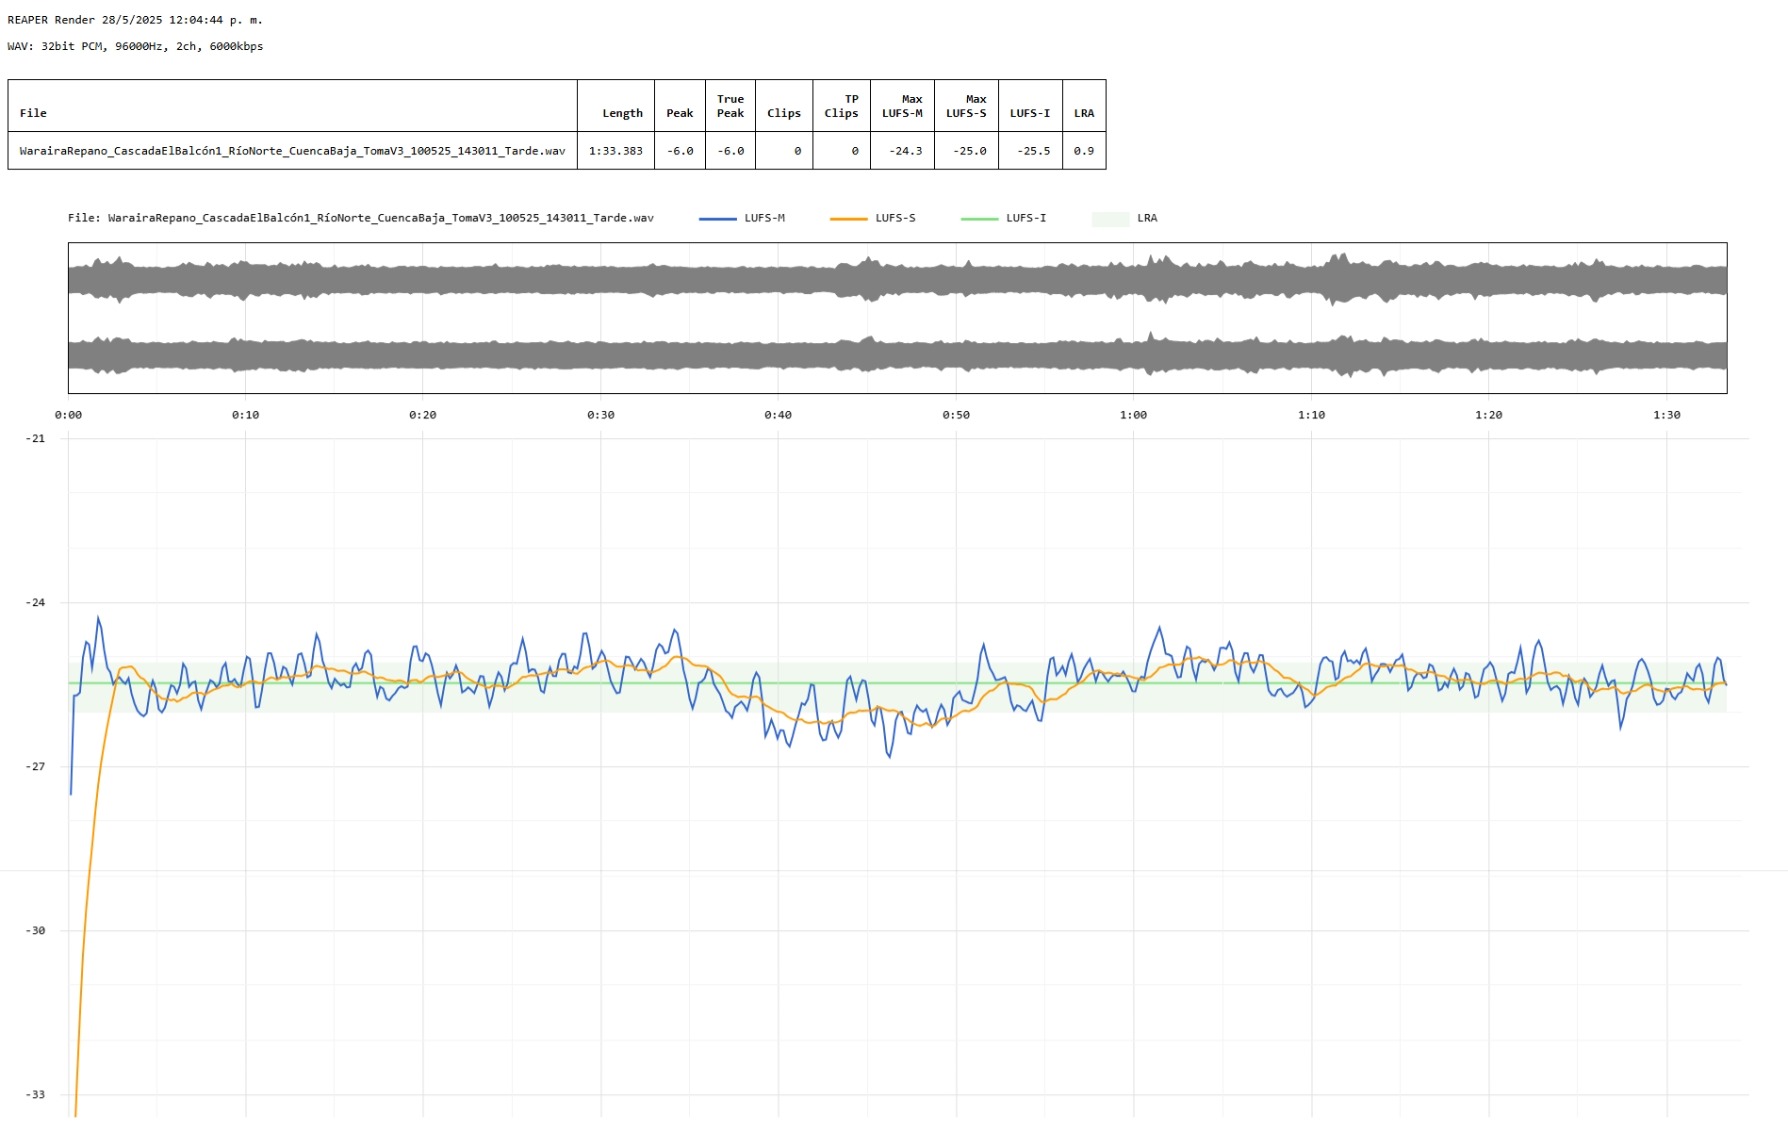 REAPER Render 28/5/2025 12:04:44 p. m.
WAV: 32bit PCM, 96000Hz, 2ch, 6000kbps
File Length Peak True Peak Clips TP Clips Max LUFS-M Max LUFS-S LUFS-I LRA
WarairaRepano_CascadaElBalcón1_RíoNorte_CuencaBaja_TomaV3_100525_143011_Tarde.wav 1:33.383 -6.0 -6.0 0 0 -24.3 -25.0 -25.5 0.9
File: WarairaRepano_CascadaElBalcón1_RíoNorte_CuencaBaja_TomaV3_100525_143011_Tarde.wav LUFS-M LUFS-S LUFS-I LRA
0:00 0:10 0:20 0:30 0:40 0:50 1:00 1:10 1:20 1:30
-21
-24
-27
-30
-33